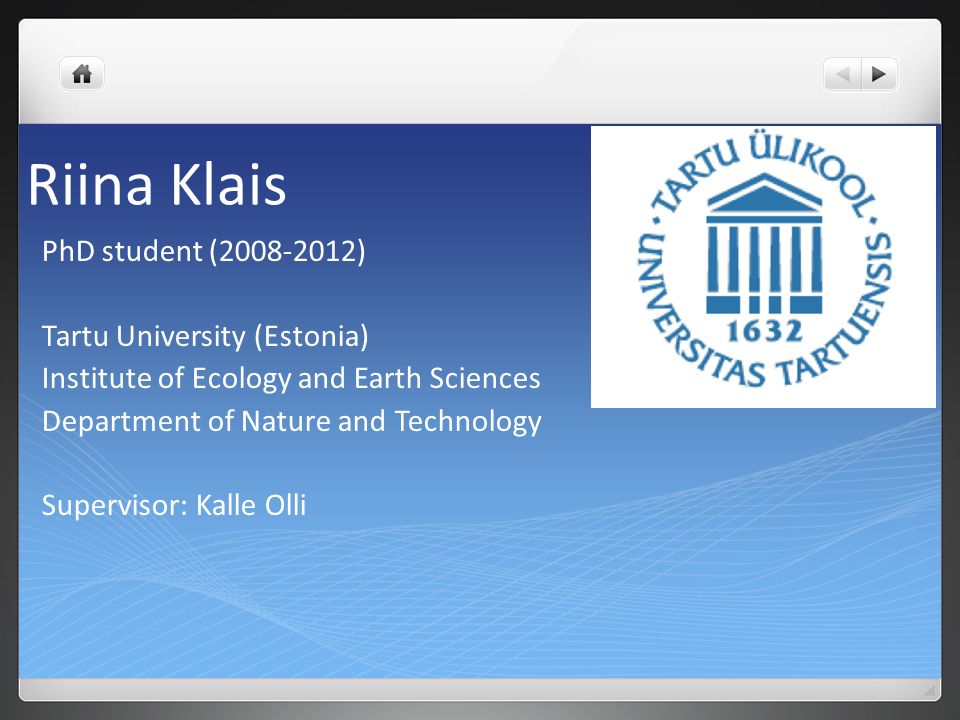 Riina Klais
PhD student (2008-2012)
Tartu University (Estonia)
Institute of Ecology and Earth Sciences
Department of Nature and Technology
Supervisor: Kalle Olli
TARTU ÜLIKOOL
1632
UNIVERSITAS TARTUENSIS